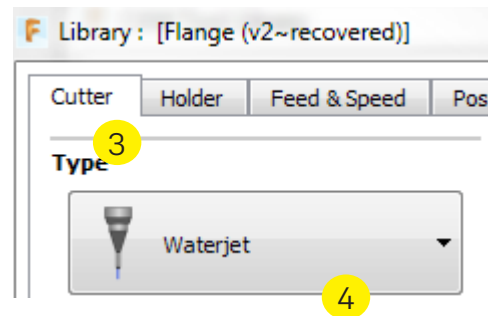 Library : [Flange (v2~recovered)]
Cutter Holder Feed & Speed Pos
3
Type
Waterjet
4